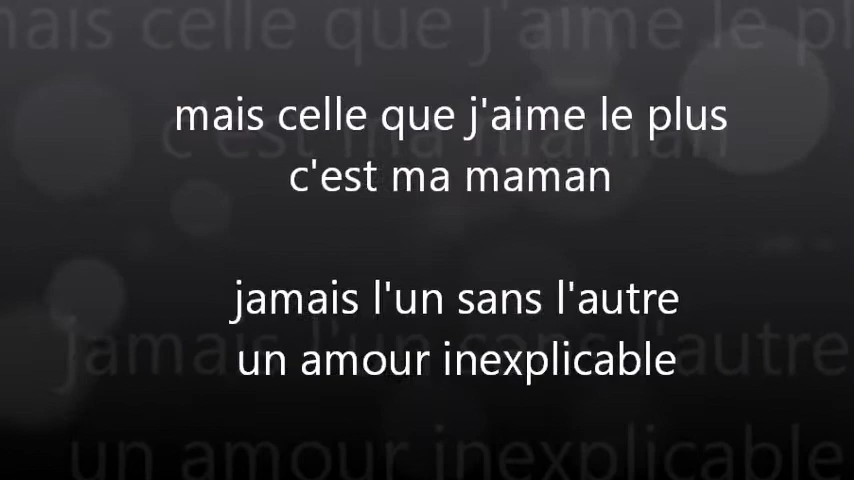 mais celle que j'aime le plus
c'est ma maman
jamais l'un sans l'autre
un amour inexplicable